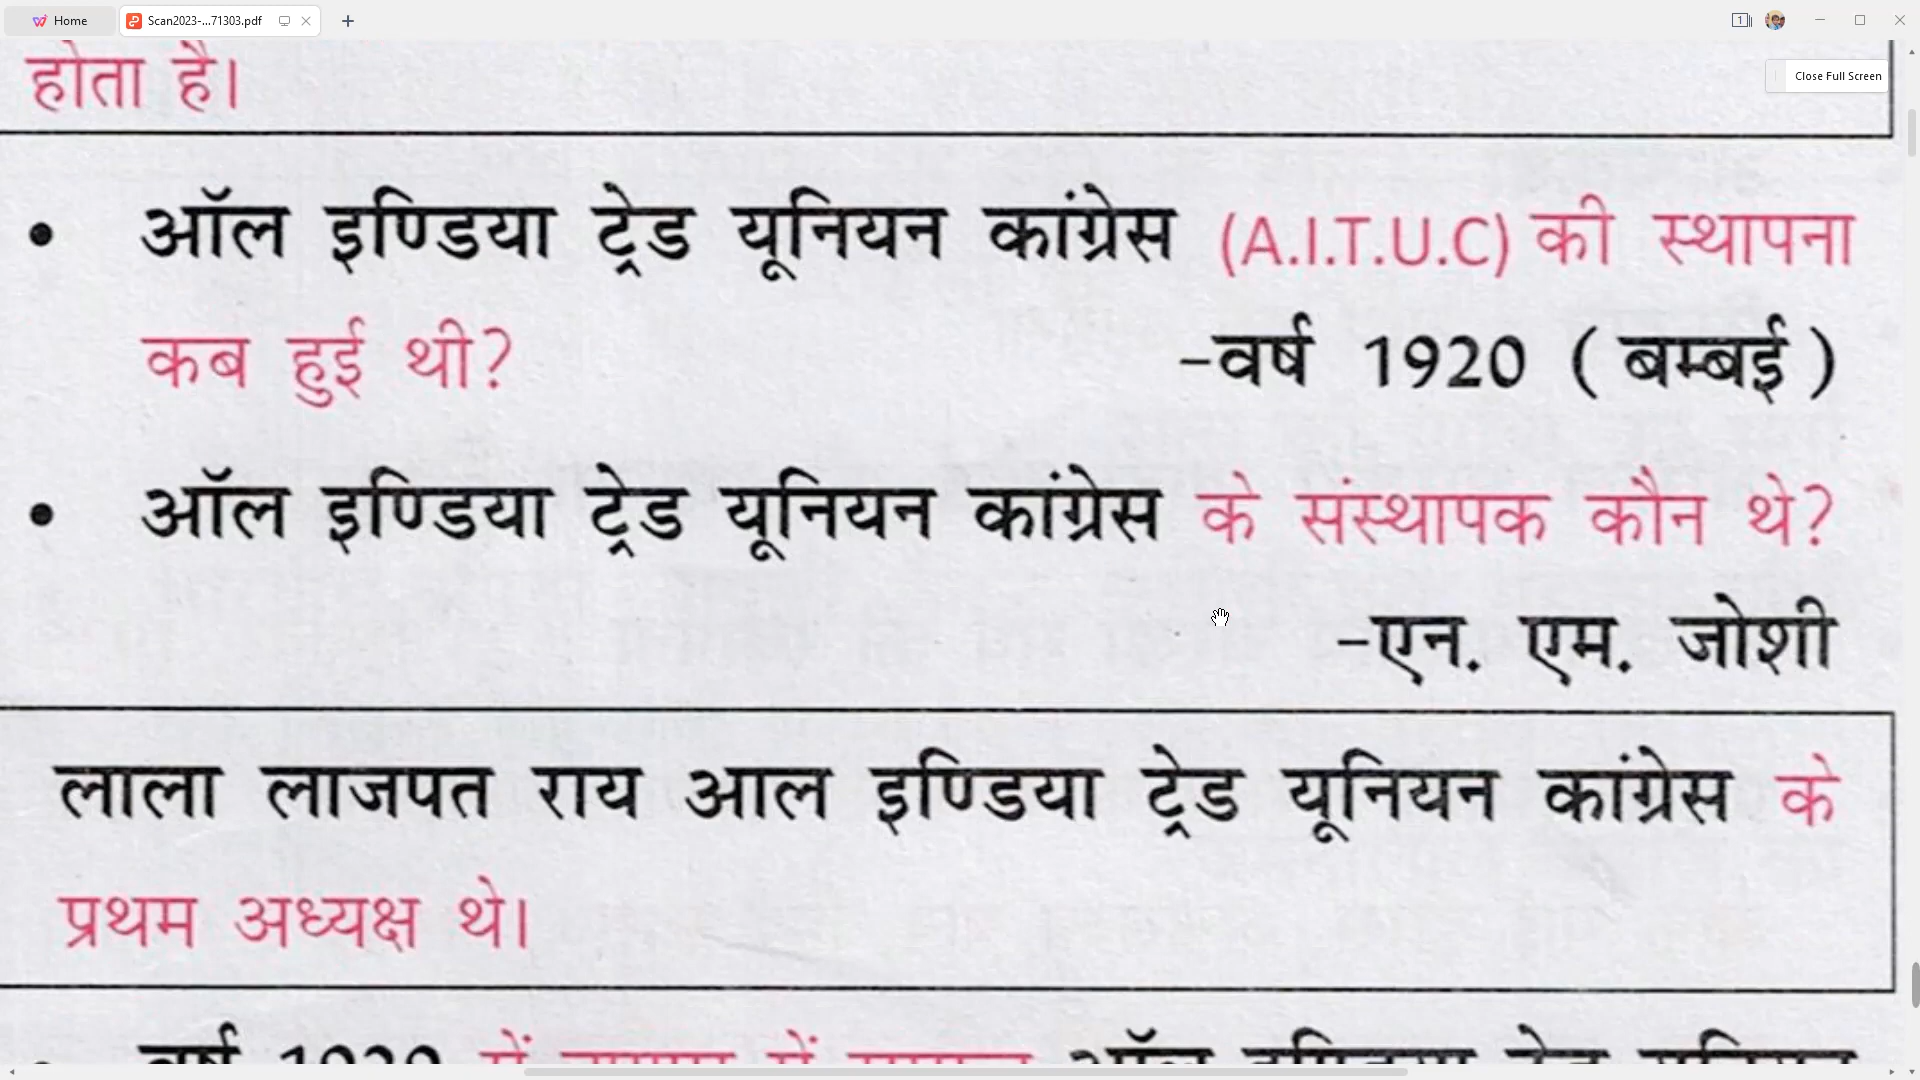 Home
Scan2023-...71303.pdf
1
Close Full Screen
होता है।
• ऑल इण्डिया ट्रेड यूनियन कांग्रेस (A.I.T.U.C) की स्थापना
कब हुई थी? -वर्ष 1920 ( बम्बई )
• ऑल इण्डिया ट्रेड यूनियन कांग्रेस के संस्थापक कौन थे?
-एन. एम. जोशी
लाला लाजपत राय आल इण्डिया ट्रेड यूनियन कांग्रेस के
प्रथम अध्यक्ष थे।